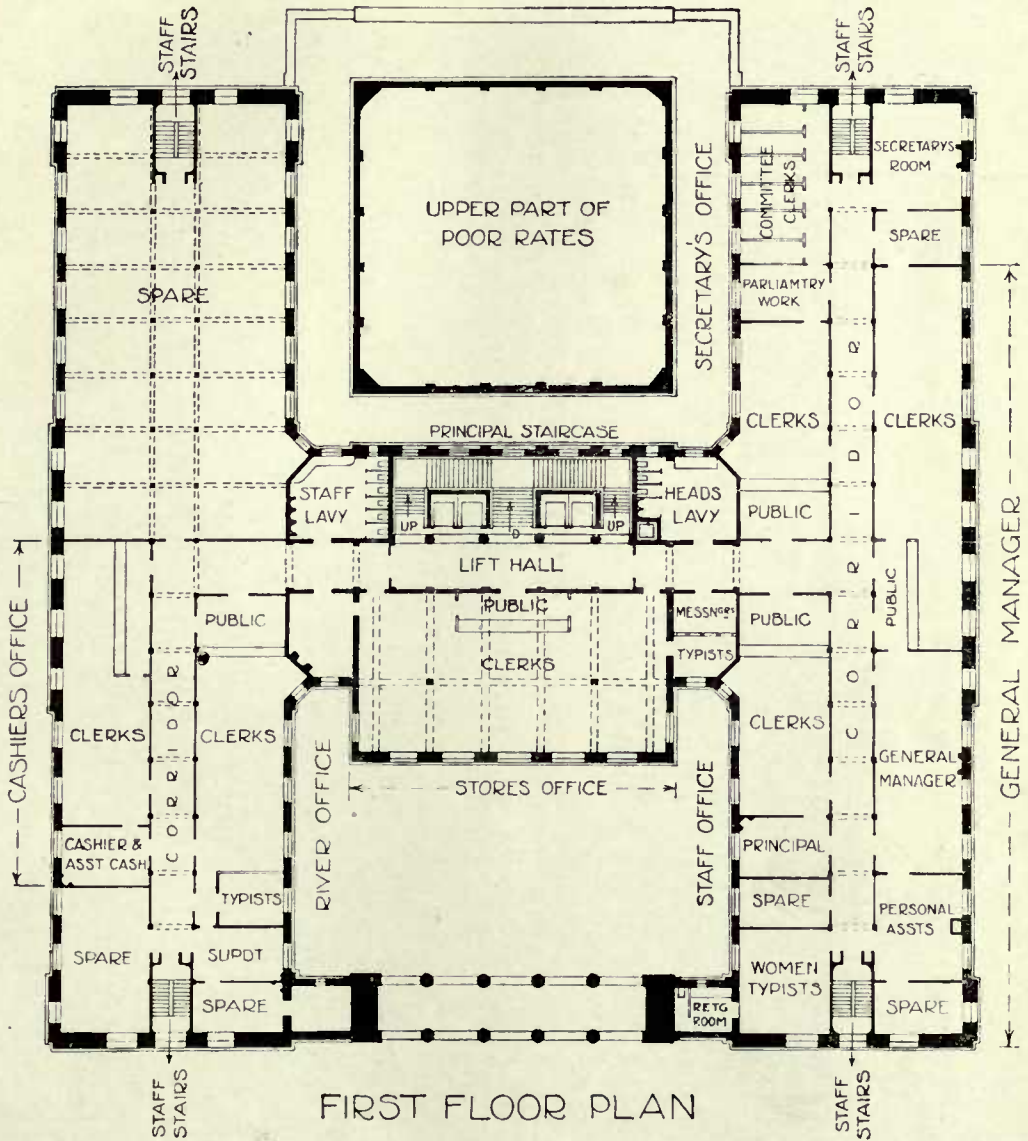 STAFF
STAIRS
STAFF
STAIRS
SECRETARYS
ROOM
COMMITTEE
CLERKS
SECRETARY'S OFFICE
UPPER PART OF
POOR RATES
SPARE
PARLIAMTRY
WORK
SPARE
CLERKS
CLERKS
PRINCIPAL STAIRCASE
STAFF
LAVY
UP
D
UP
HEADS
LAVY
PUBLIC
CORRIDOR
LIFT HALL
PUBLIC
PUBLIC
CLERKS
MESSNGRS
TYPISTS
PUBLIC
PUBLIC
GENERAL MANAGER
CASHIERS OFFICE
CLERKS
CORRIDOR
CLERKS
CLERKS
GENERAL
MANAGER
STORES OFFICE
RIVER OFFICE
STAFF OFFICE
CASHIER &
ASST CASH
PRINCIPAL
TYPISTS
SPARE
PERSONAL
ASSTS
SPARE
SUPDT
WOMEN
TYPISTS
SPARE
RETG
ROOM
SPARE
STAFF
STAIRS
STAFF
STAIRS
FIRST FLOOR PLAN